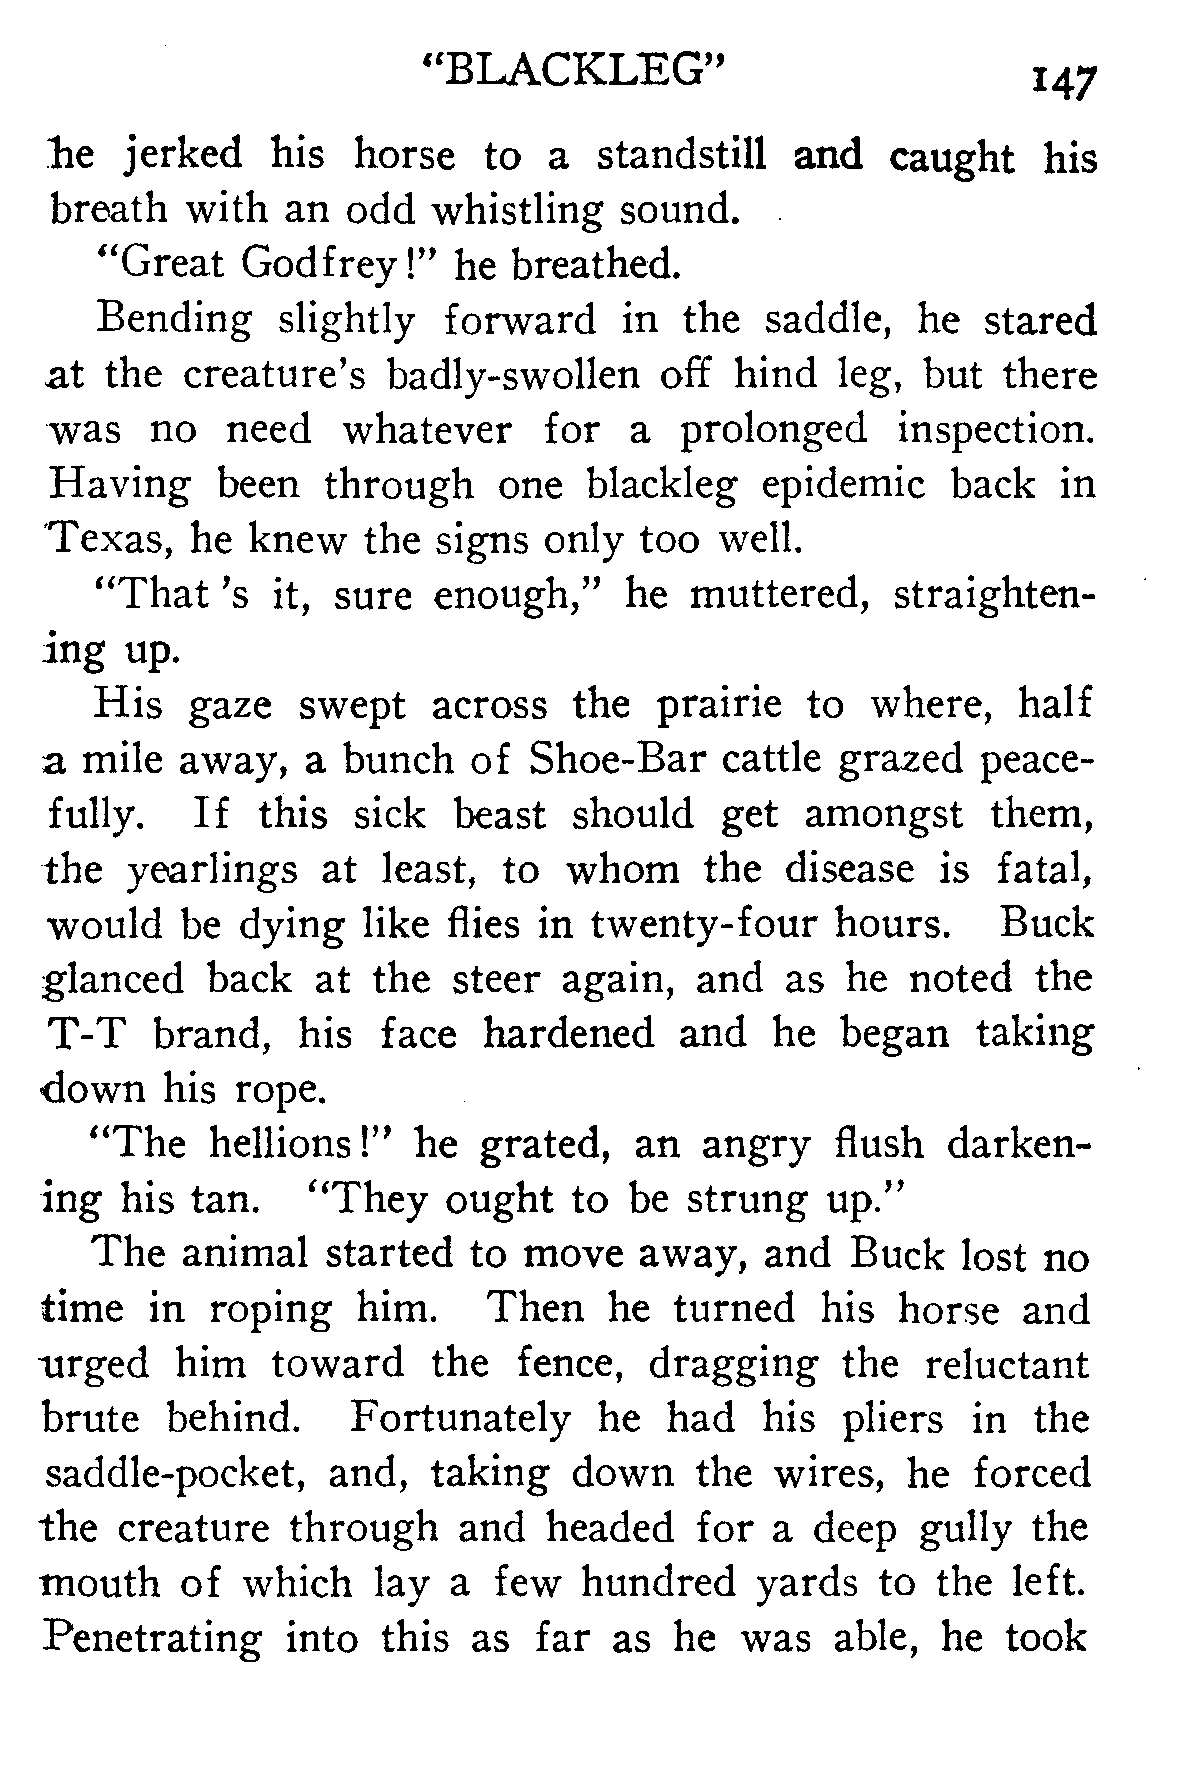 "BLACKLEG"
147
he jerked his horse to a standstill and caught his
breath with an odd whistling sound.
"Great Godfrey!" he breathed.
Bending slightly forward in the saddle, he stared
at the creature's badly-swollen off hind leg, but there
was no need whatever for a prolonged inspection.
Having been through one blackleg epidemic back in
Texas, he knew the signs only too well.
"That 's it, sure enough," he muttered, straighten-
ing up.
His gaze swept across the prairie to where, half
a mile away, a bunch of Shoe-Bar cattle grazed peace-
fully. If this sick beast should get amongst them,
the yearlings at least, to whom the disease is fatal,
would be dying like flies in twenty-four hours. Buck
glanced back at the steer again, and as he noted the
T-T brand, his face hardened and he began taking
down his rope.
"The hellions!" he grated, an angry flush darken-
ing his tan. "They ought to be strung up."
The animal started to move away, and Buck lost no
time in roping him. Then he turned his horse and
urged him toward the fence, dragging the reluctant
brute behind. Fortunately he had his pliers in the
saddle-pocket, and, taking down the wires, he forced
the creature through and headed for a deep gully the
mouth of which lay a few hundred yards to the left.
Penetrating into this as far as he was able, he took